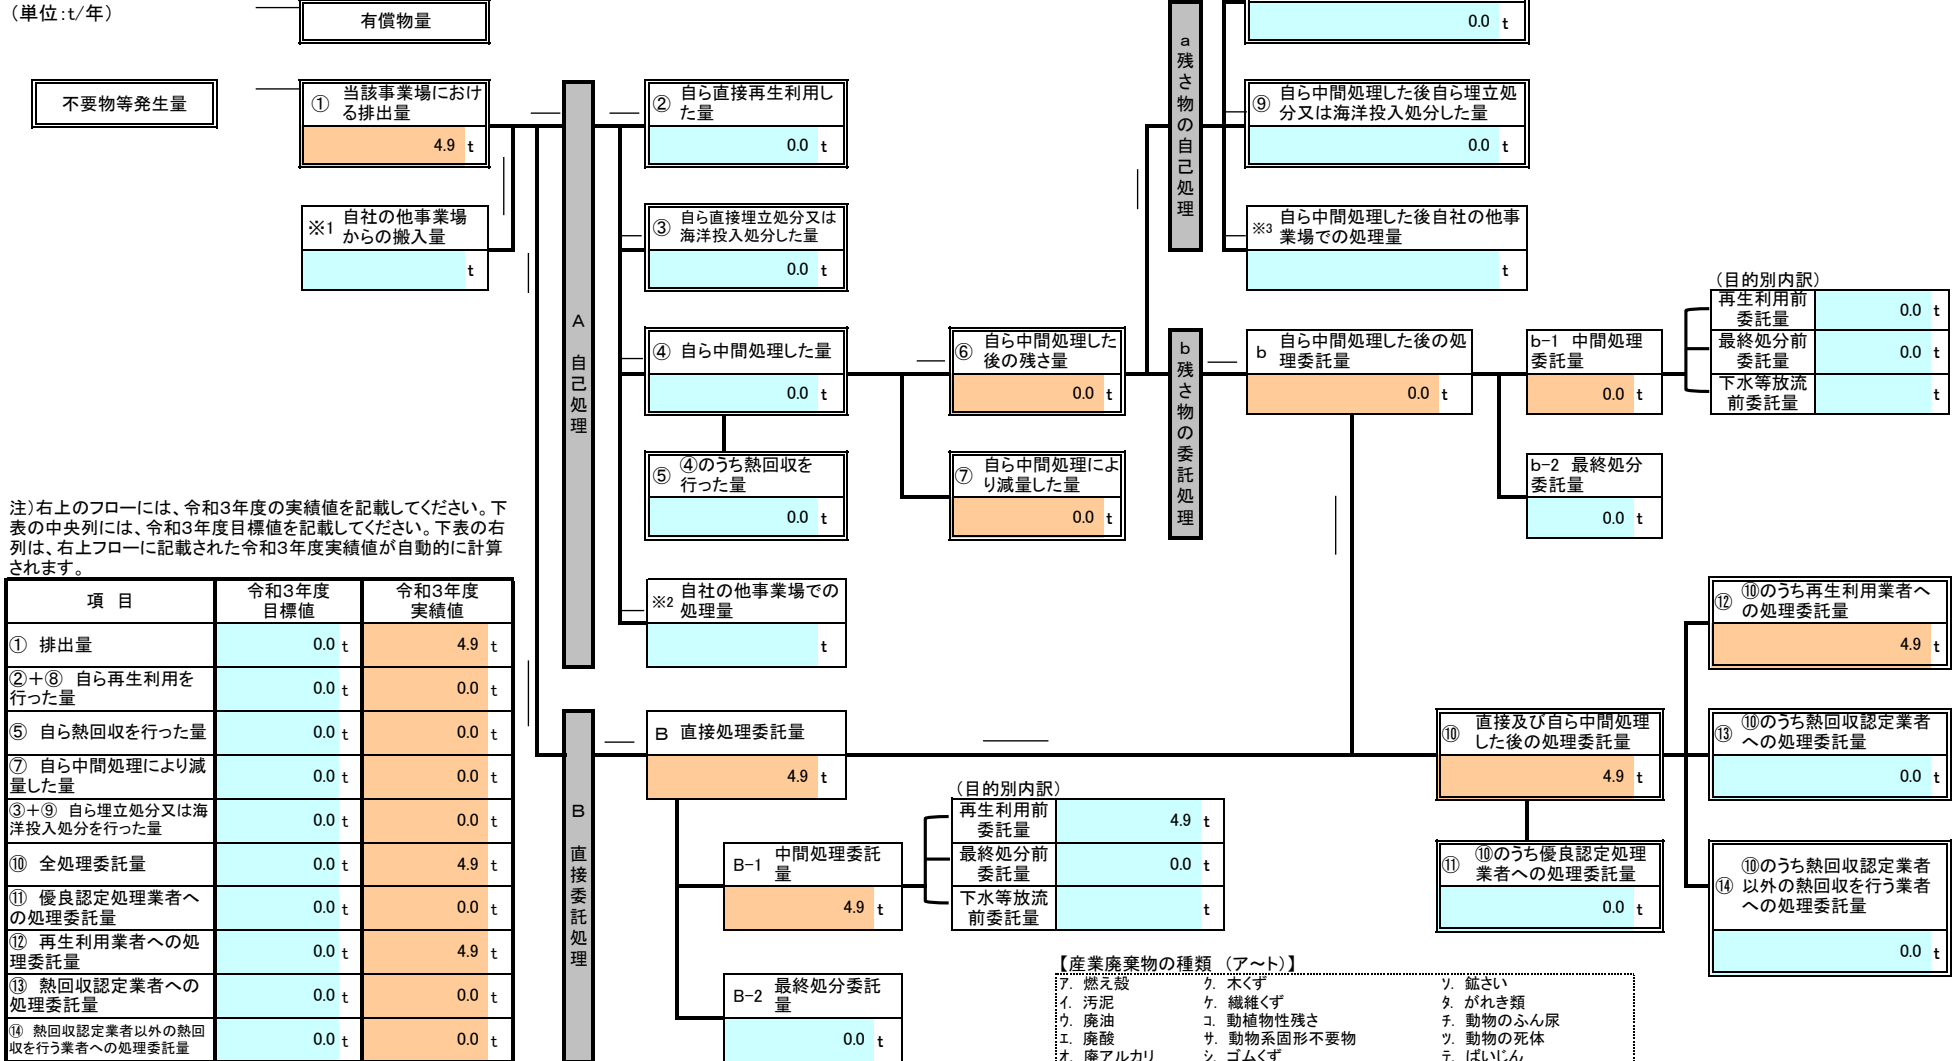 （単位:t/年）
有償物量
0.0 t
不要物等発生量
① 当該事業場におけ
る排出量
4.9 t
※1 自社の他事業場
からの搬入量
t
A 自己処理
② 自ら直接再生利用し
た量
0.0 t
③ 自ら直接埋立処分又は
海洋投入処分した量
0.0 t
④ 自ら中間処理した量
0.0 t
⑤ ④のうち熱回収を
行った量
0.0 t
※2 自社の他事業場での
処理量
t
⑥ 自ら中間処理した
後の残さ量
0.0 t
⑦ 自ら中間処理によ
り減量した量
0.0 t
a 残さ物の自己処理
⑨ 自ら中間処理した後自ら埋立処
分又は海洋投入処分した量
0.0 t
※3 自ら中間処理した後自社の他事
業場での処理量
t
b 残さ物の委託処理
b 自ら中間処理した後の処
理委託量
0.0 t
b-1 中間処理
委託量
0.0 t
b-2 最終処分
委託量
0.0 t
（目的別内訳）
再生利用前
委託量
0.0 t
最終処分前
委託量
0.0 t
下水等放流
前委託量
t
注）右上のフローには、令和3年度の実績値を記載してください。下
表の中央列には、令和3年度目標値を記載してください。下表の右
列は、右上フローに記載された令和3年度実績値が自動的に計算
されます。
項 目 令和3年度 目標値 令和3年度 実績値
① 排出量 0.0 t 4.9 t
②＋⑧ 自ら再生利用を
行った量 0.0 t 0.0 t
⑤ 自ら熱回収を行った量 0.0 t 0.0 t
⑦ 自ら中間処理により減
量した量 0.0 t 0.0 t
③＋⑨ 自ら埋立処分又は海
洋投入処分を行った量 0.0 t 0.0 t
⑩ 全処理委託量 0.0 t 4.9 t
⑪ 優良認定処理業者へ
の処理委託量 0.0 t 0.0 t
⑫ 再生利用業者への処
理委託量 0.0 t 4.9 t
⑬ 熱回収認定業者への
処理委託量 0.0 t 0.0 t
⑭ 熱回収認定業者以外の熱回
収を行う業者への処理委託量 0.0 t 0.0 t
B 直接委託処理
B 直接処理委託量
4.9 t
B-1 中間処理委託
量
4.9 t
B-2 最終処分委託
量
0.0 t
（目的別内訳）
再生利用前
委託量
4.9 t
最終処分前
委託量
0.0 t
下水等放流
前委託量
t
⑩ 直接及び自ら中間処理
した後の処理委託量
4.9 t
⑪ ⑩のうち優良認定処理
業者への処理委託量
0.0 t
⑫ ⑩のうち再生利用業者へ
の処理委託量
4.9 t
⑬ ⑩のうち熱回収認定業者
への処理委託量
0.0 t
⑭ ⑩のうち熱回収認定業者
以外の熱回収を行う業者
への処理委託量
0.0 t
【産業廃棄物の種類 （ア～ト）】
ｱ. 燃え殻 ｸ. 木くず ｿ. 鉱さい
ｲ. 汚泥 ｹ. 繊維くず ﾀ. がれき類
ｳ. 廃油 ｺ. 動植物性残さ ﾁ. 動物のふん尿
ｴ. 廃酸 ｻ. 動物系固形不要物 ﾂ. 動物の死体
ｵ. 廃アルカリ ｼ. ゴムくず ﾃ. ばいじん